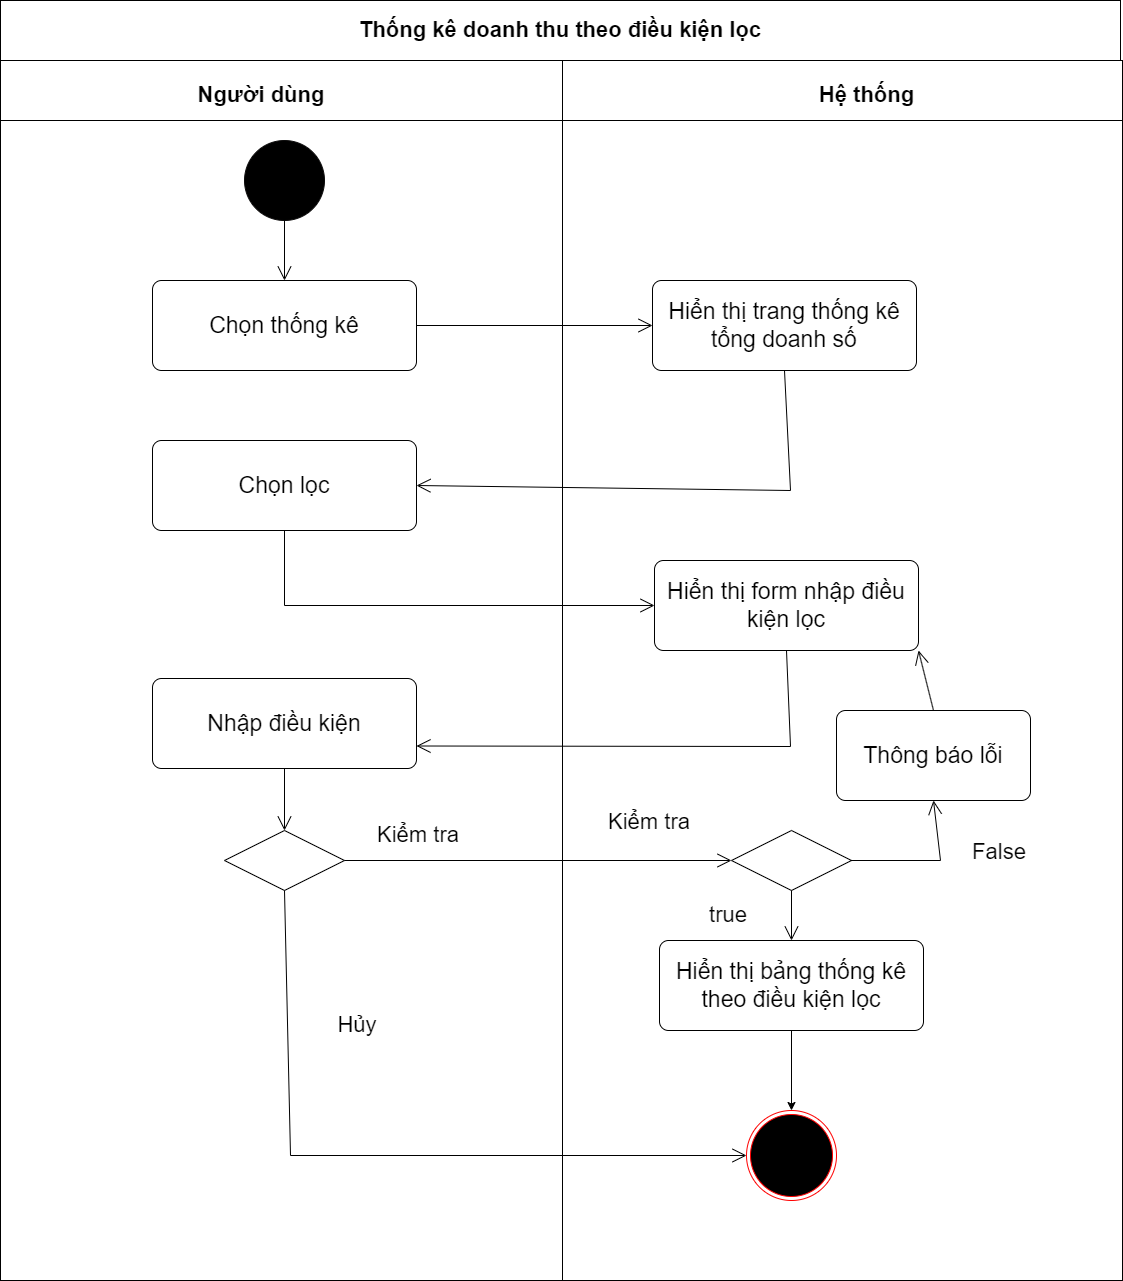 Thống kê doanh thu theo điều kiện lọc
Người dùng
Hệ thống
Chọn thống kê
Hiển thị trang thống kê
tổng doanh số
Chọn lọc
Hiển thị form nhập điều
kiện lọc
Nhập điều kiện
Thông báo lỗi
Kiểm tra
Kiểm tra
False
true
Hiển thị bảng thống kê
theo điều kiện lọc
Hủy